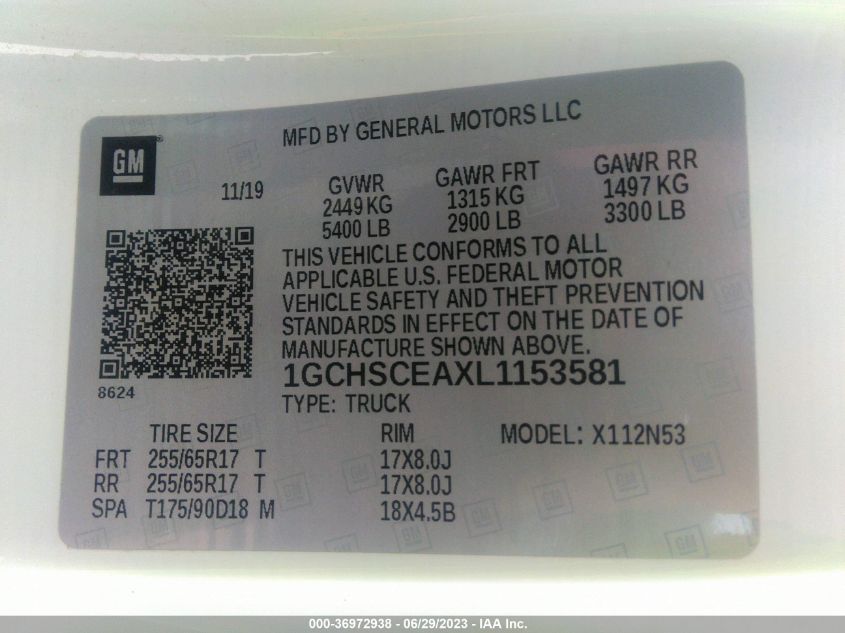 MFD BY GENERAL MOTORS LLC
GM®
11/19
GVWR GAWR FRT GAWR RR
2449 KG 1315 KG 1497 KG
5400 LB 2900 LB 3300 LB
THIS VEHICLE CONFORMS TO ALL
APPLICABLE U.S. FEDERAL MOTOR
VEHICLE SAFETY AND THEFT PREVENTION
STANDARDS IN EFFECT ON THE DATE OF
MANUFACTURE SHOWN ABOVE.
8624
1GCHSCEAXL1153581
TYPE: TRUCK
TIRE SIZE RIM MODEL: X112N53
FRT 255/65R17 T 17X8.0J
RR 255/65R17 T 17X8.0J
SPA T175/90D18 M 18X4.5B
000-36972938 - 06/29/2023 - IAA Inc.